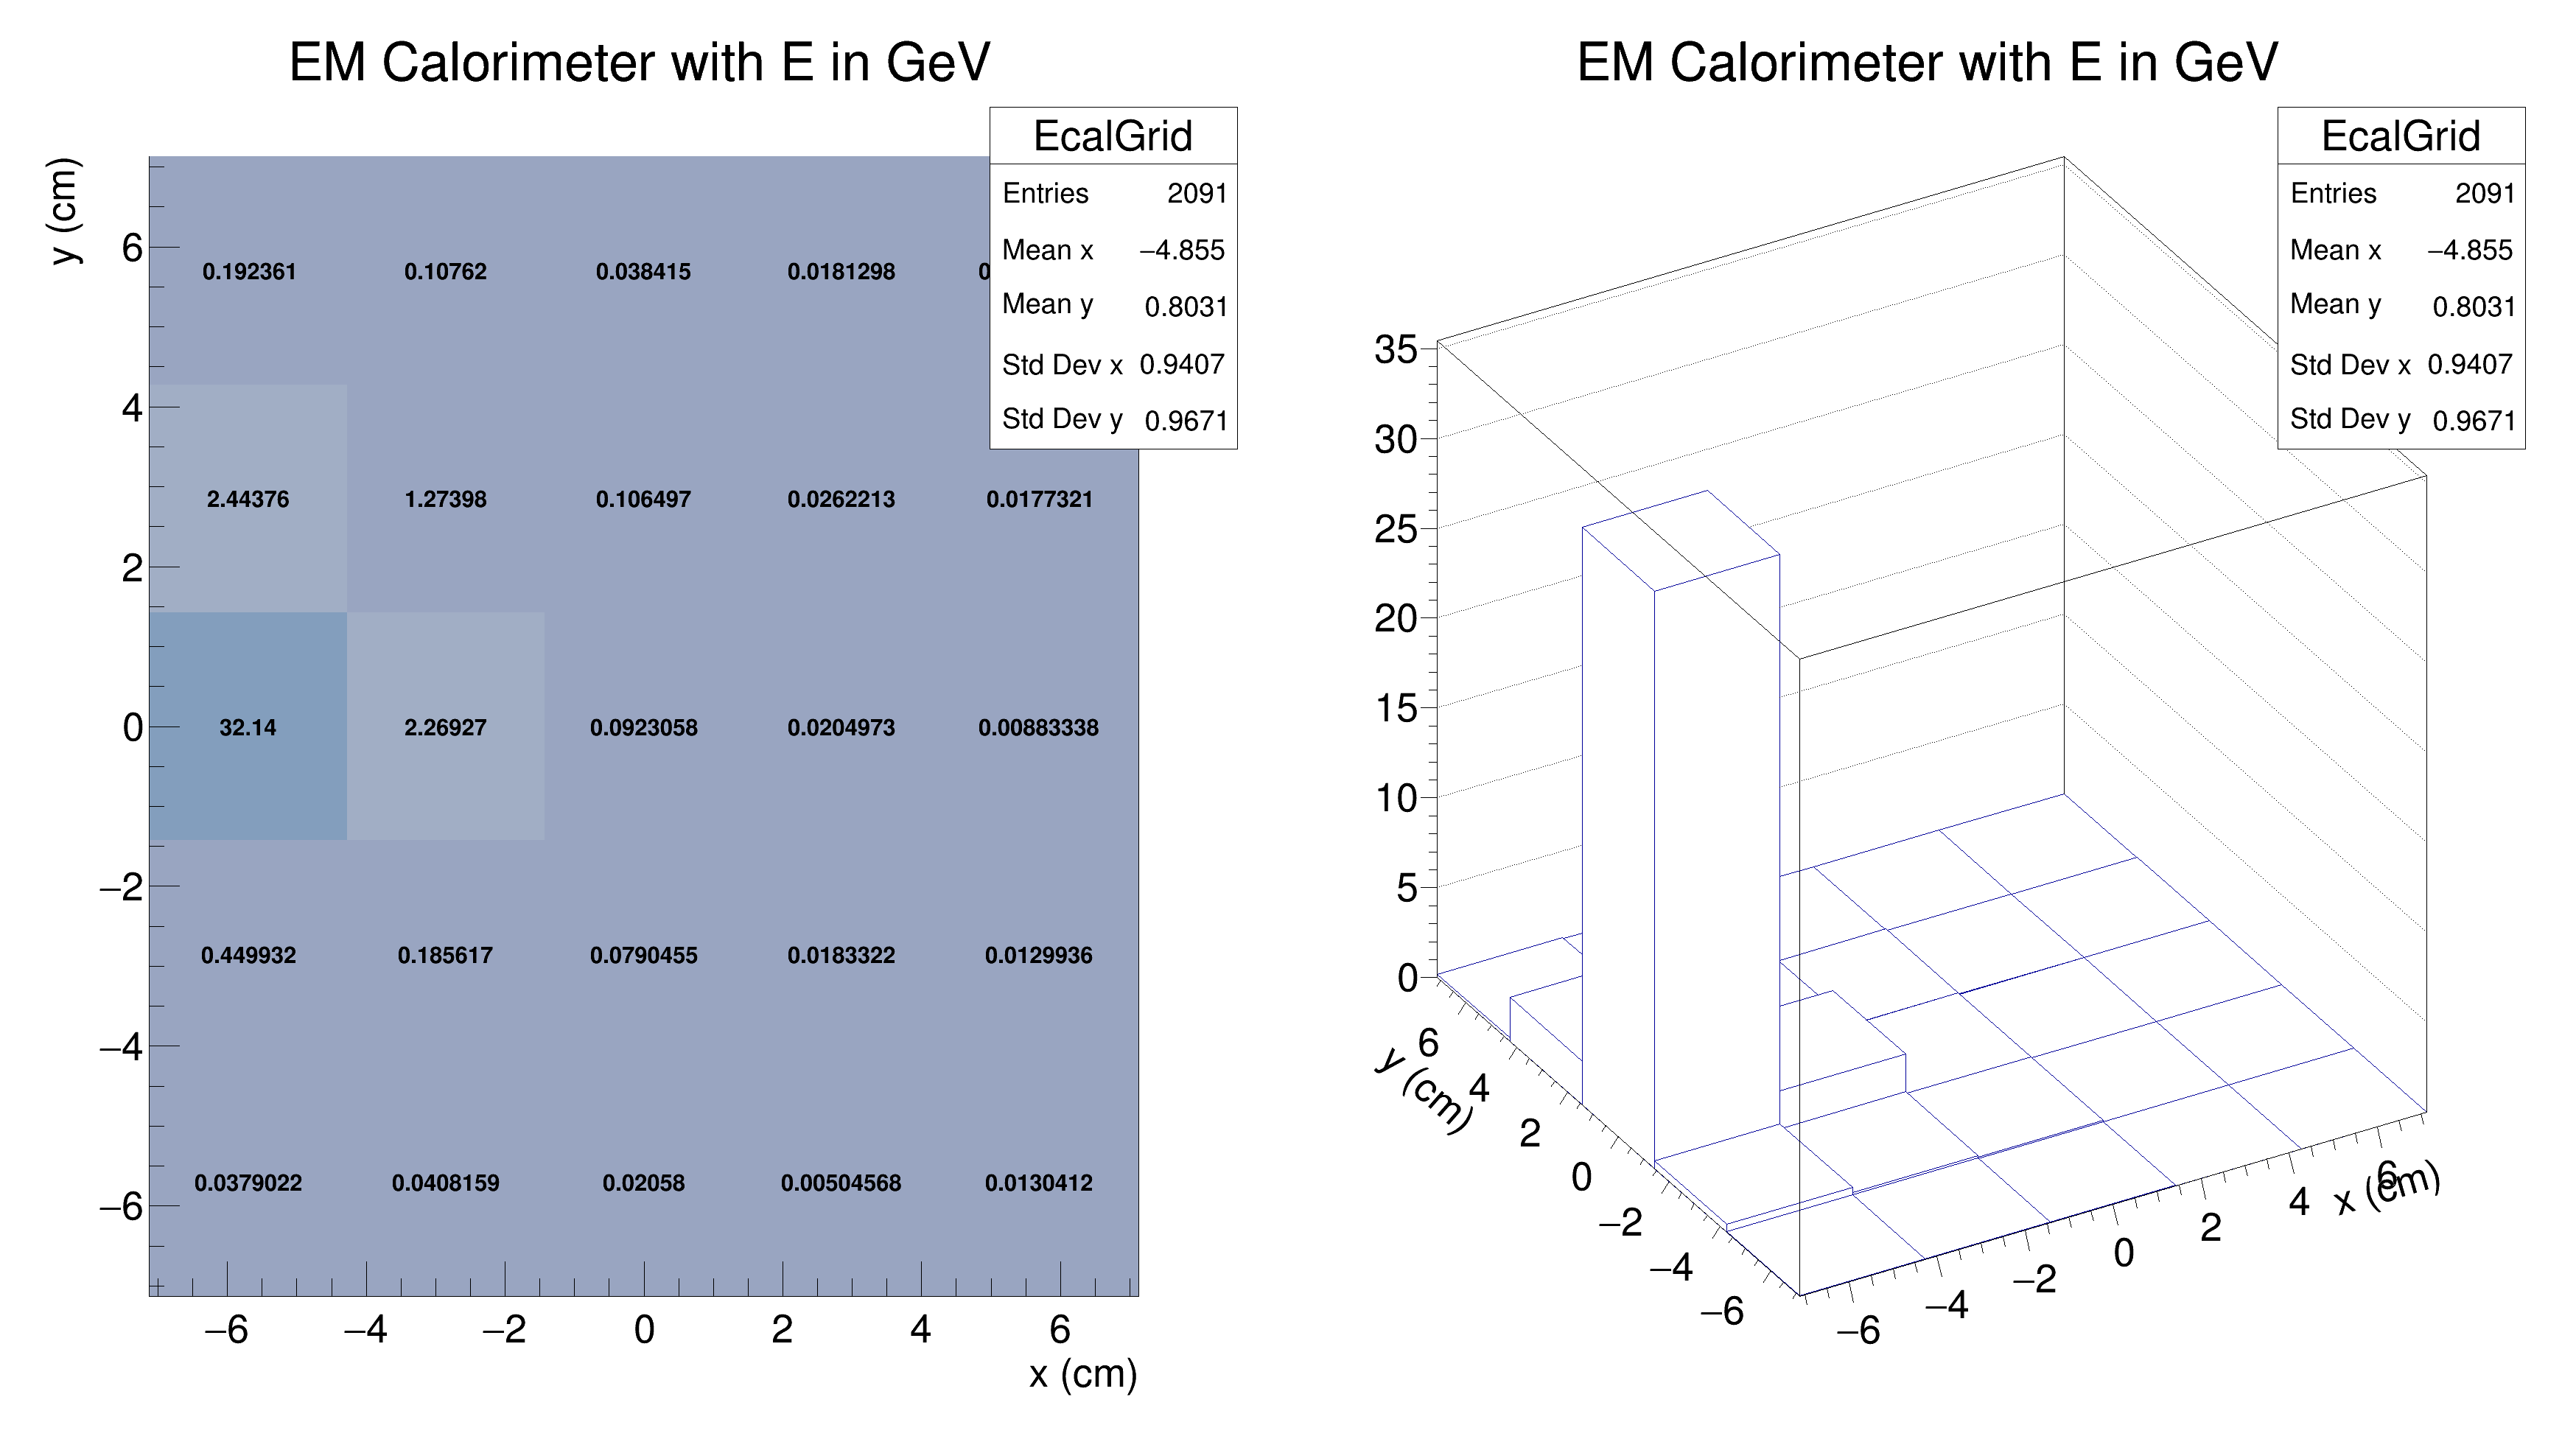 EM Calorimeter with E in GeV
EcalGrid
Entries 2091
Mean x −4.855
Mean y 0.8031
Std Dev x 0.9407
Std Dev y 0.9671
y (cm)
6
4
2
0
−2
−4
−6
0.192361 0.10762 0.038415 0.0181298
2.44376 1.27398 0.106497 0.0262213 0.0177321
32.14 2.26927 0.0923058 0.0204973 0.00883338
0.449932 0.185617 0.0790455 0.0183322 0.0129936
0.0379022 0.0408159 0.02058 0.00504568 0.0130412
−6 −4 −2 0 2 4 6
x (cm)
EM Calorimeter with E in GeV
EcalGrid
Entries 2091
Mean x −4.855
Mean y 0.8031
Std Dev x 0.9407
Std Dev y 0.9671
35
30
25
20
15
10
5
0
6
4
2
0
−2
−4
−6
y (cm)
−6
−4
−2
0
2
4
6
x (cm)